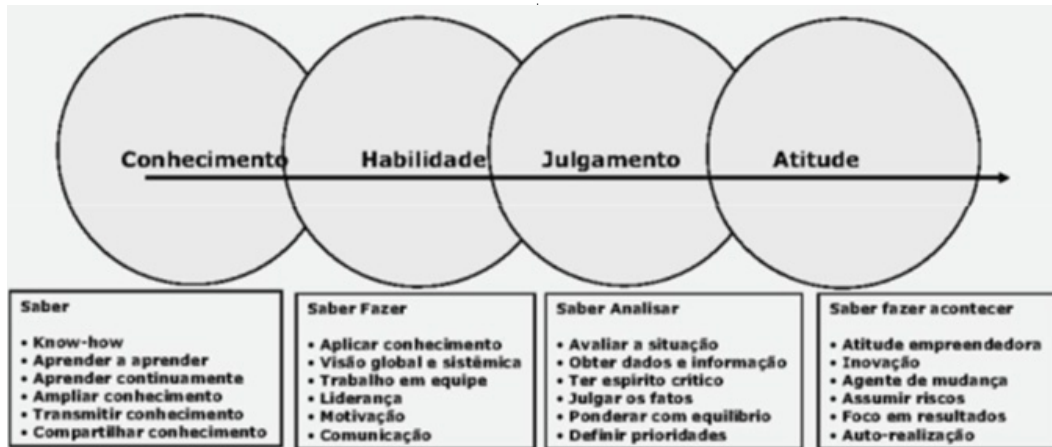 Conhecimento
Habilidade
Julgamento
Atitude
Saber
• Know-how
• Aprender a aprender
• Aprender continuamente
• Ampliar conhecimento
• Transmitir conhecimento
• Compartilhar conhecimento
Saber Fazer
• Aplicar conhecimento
• Visão global e sistêmica
• Trabalho em equipe
• Liderança
• Motivação
• Comunicação
Saber Analisar
• Avaliar a situação
• Obter dados e informação
• Ter espirito critico
• Julgar os fatos
• Ponderar com equilibrio
• Definir prioridades
Saber fazer acontecer
• Atitude empreendedora
• Inovação
• Agente de mudança
• Assumir riscos
• Foco em resultados
• Auto-realização